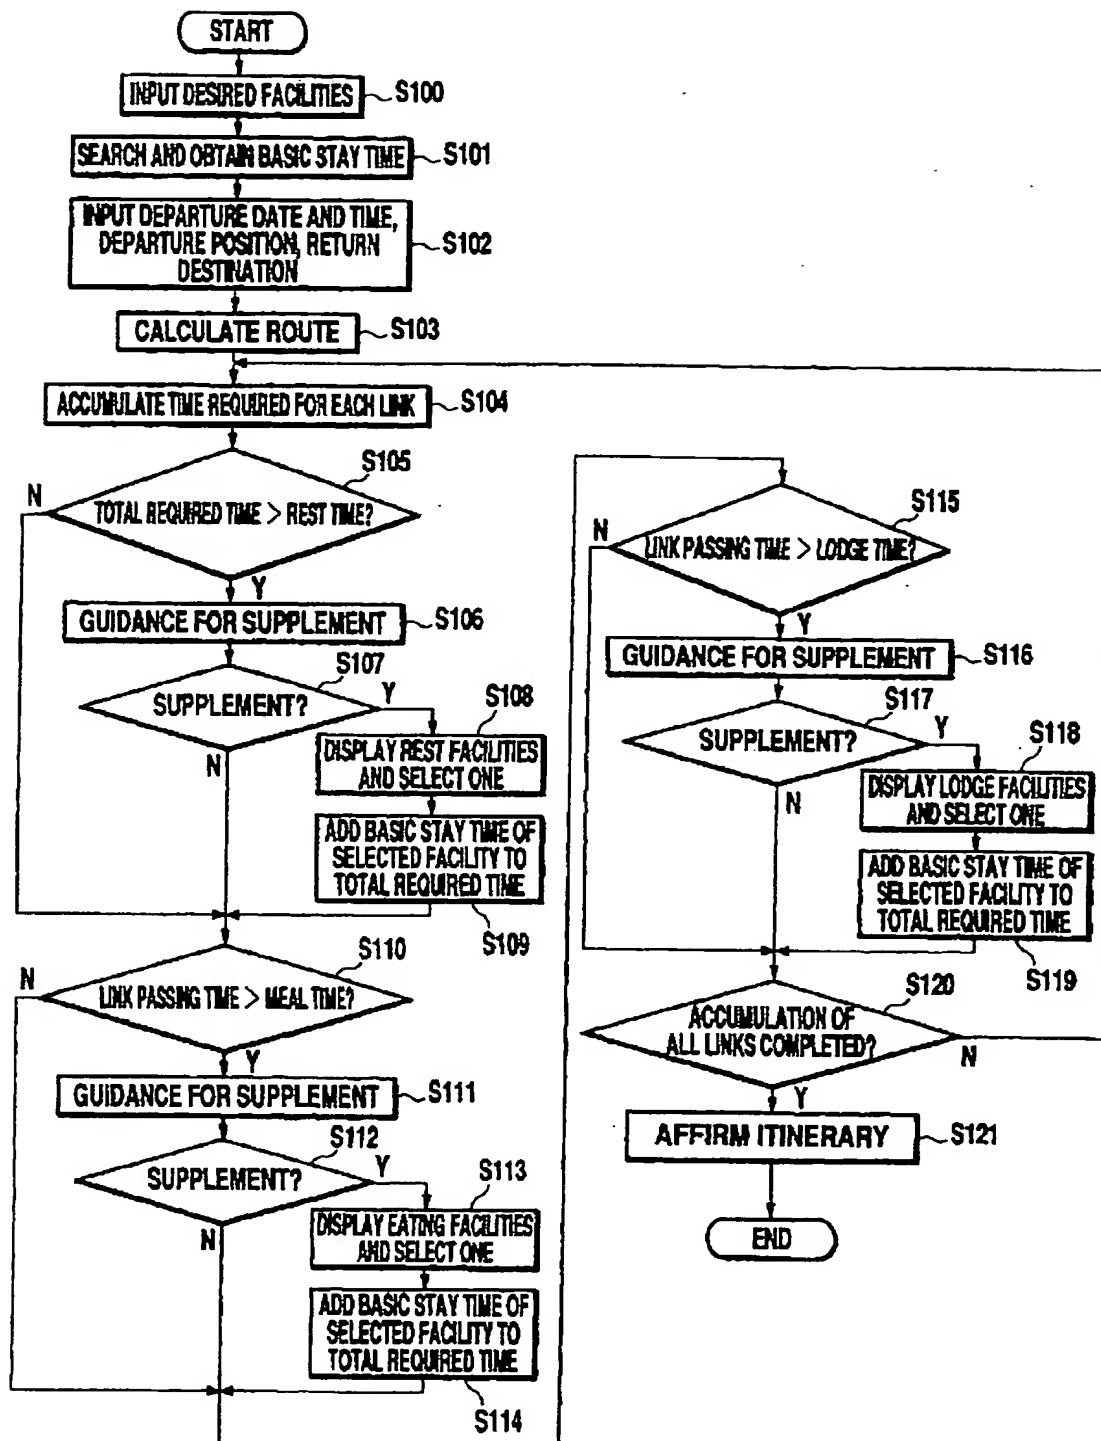 START
INPUT DESIRED FACILITIES
S100
SEARCH AND OBTAIN BASIC STAY TIME
S101
INPUT DEPARTURE DATE AND TIME,
DEPARTURE POSITION, RETURN
DESTINATION
S102
CALCULATE ROUTE
S103
ACCUMULATE TIME REQUIRED FOR EACH LINK
S104
S105
N
TOTAL REQUIRED TIME > REST TIME?
Y
GUIDANCE FOR SUPPLEMENT
S106
S107
SUPPLEMENT?
Y
N
S108
DISPLAY REST FACILITIES
AND SELECT ONE
ADD BASIC STAY TIME OF
SELECTED FACILITY TO
TOTAL REQUIRED TIME
S109
S110
N
LINK PASSING TIME > MEAL TIME?
Y
GUIDANCE FOR SUPPLEMENT
S111
S112
SUPPLEMENT?
Y
N
S113
DISPLAY EATING FACILITIES
AND SELECT ONE
ADD BASIC STAY TIME OF
SELECTED FACILITY TO
TOTAL REQUIRED TIME
S114
S115
N
LINK PASSING TIME > LODGE TIME?
Y
GUIDANCE FOR SUPPLEMENT
S116
S117
SUPPLEMENT?
Y
N
S118
DISPLAY LODGE FACILITIES
AND SELECT ONE
ADD BASIC STAY TIME OF
SELECTED FACILITY TO
TOTAL REQUIRED TIME
S119
S120
ACCUMULATION OF
ALL LINKS COMPLETED?
N
Y
AFFIRM ITINERARY
S121
END